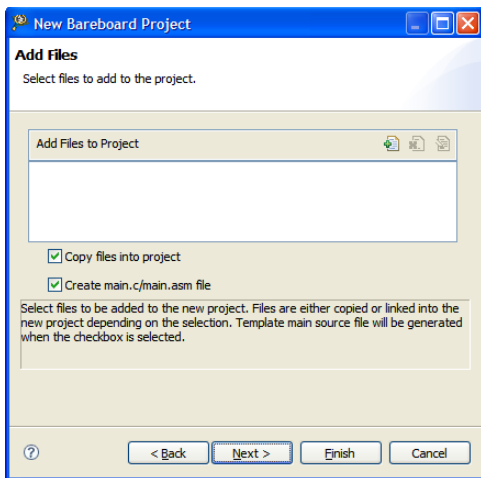 New Bareboard Project
Add Files
Select files to add to the project.
Add Files to Project
Copy files into project
Create main.c/main.asm file
Select files to be added to the new project. Files are either copied or linked into the
new project depending on the selection. Template main source file will be generated
when the checkbox is selected.
? < Back Next > Finish Cancel